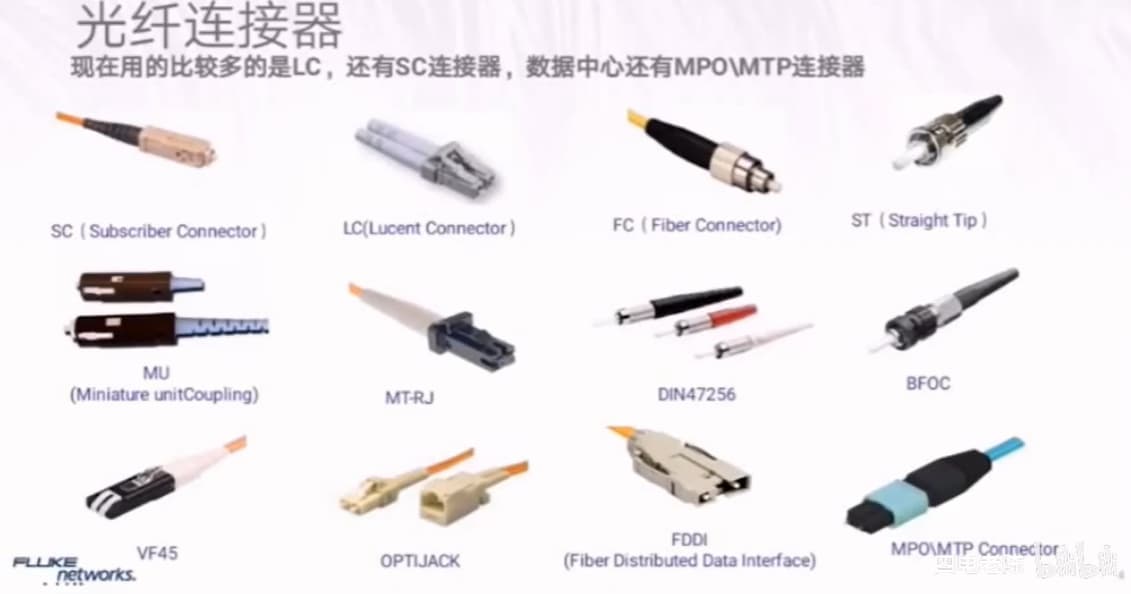 光纤连接器
现在用的比较多的是LC，还有SC连接器，数据中心还有MPO\MTP连接器
SC（Subscriber Connector）
LC(Lucent Connector）
FC（Fiber Connector)
ST（Straight Tip）
MU
(Miniature unitCoupling)
MT-RJ
DIN47256
BFOC
VF45
OPTIJACK
FDDI
(Fiber Distributed Data Interface)
MPO\MTP Connector
FLUKE
networks.